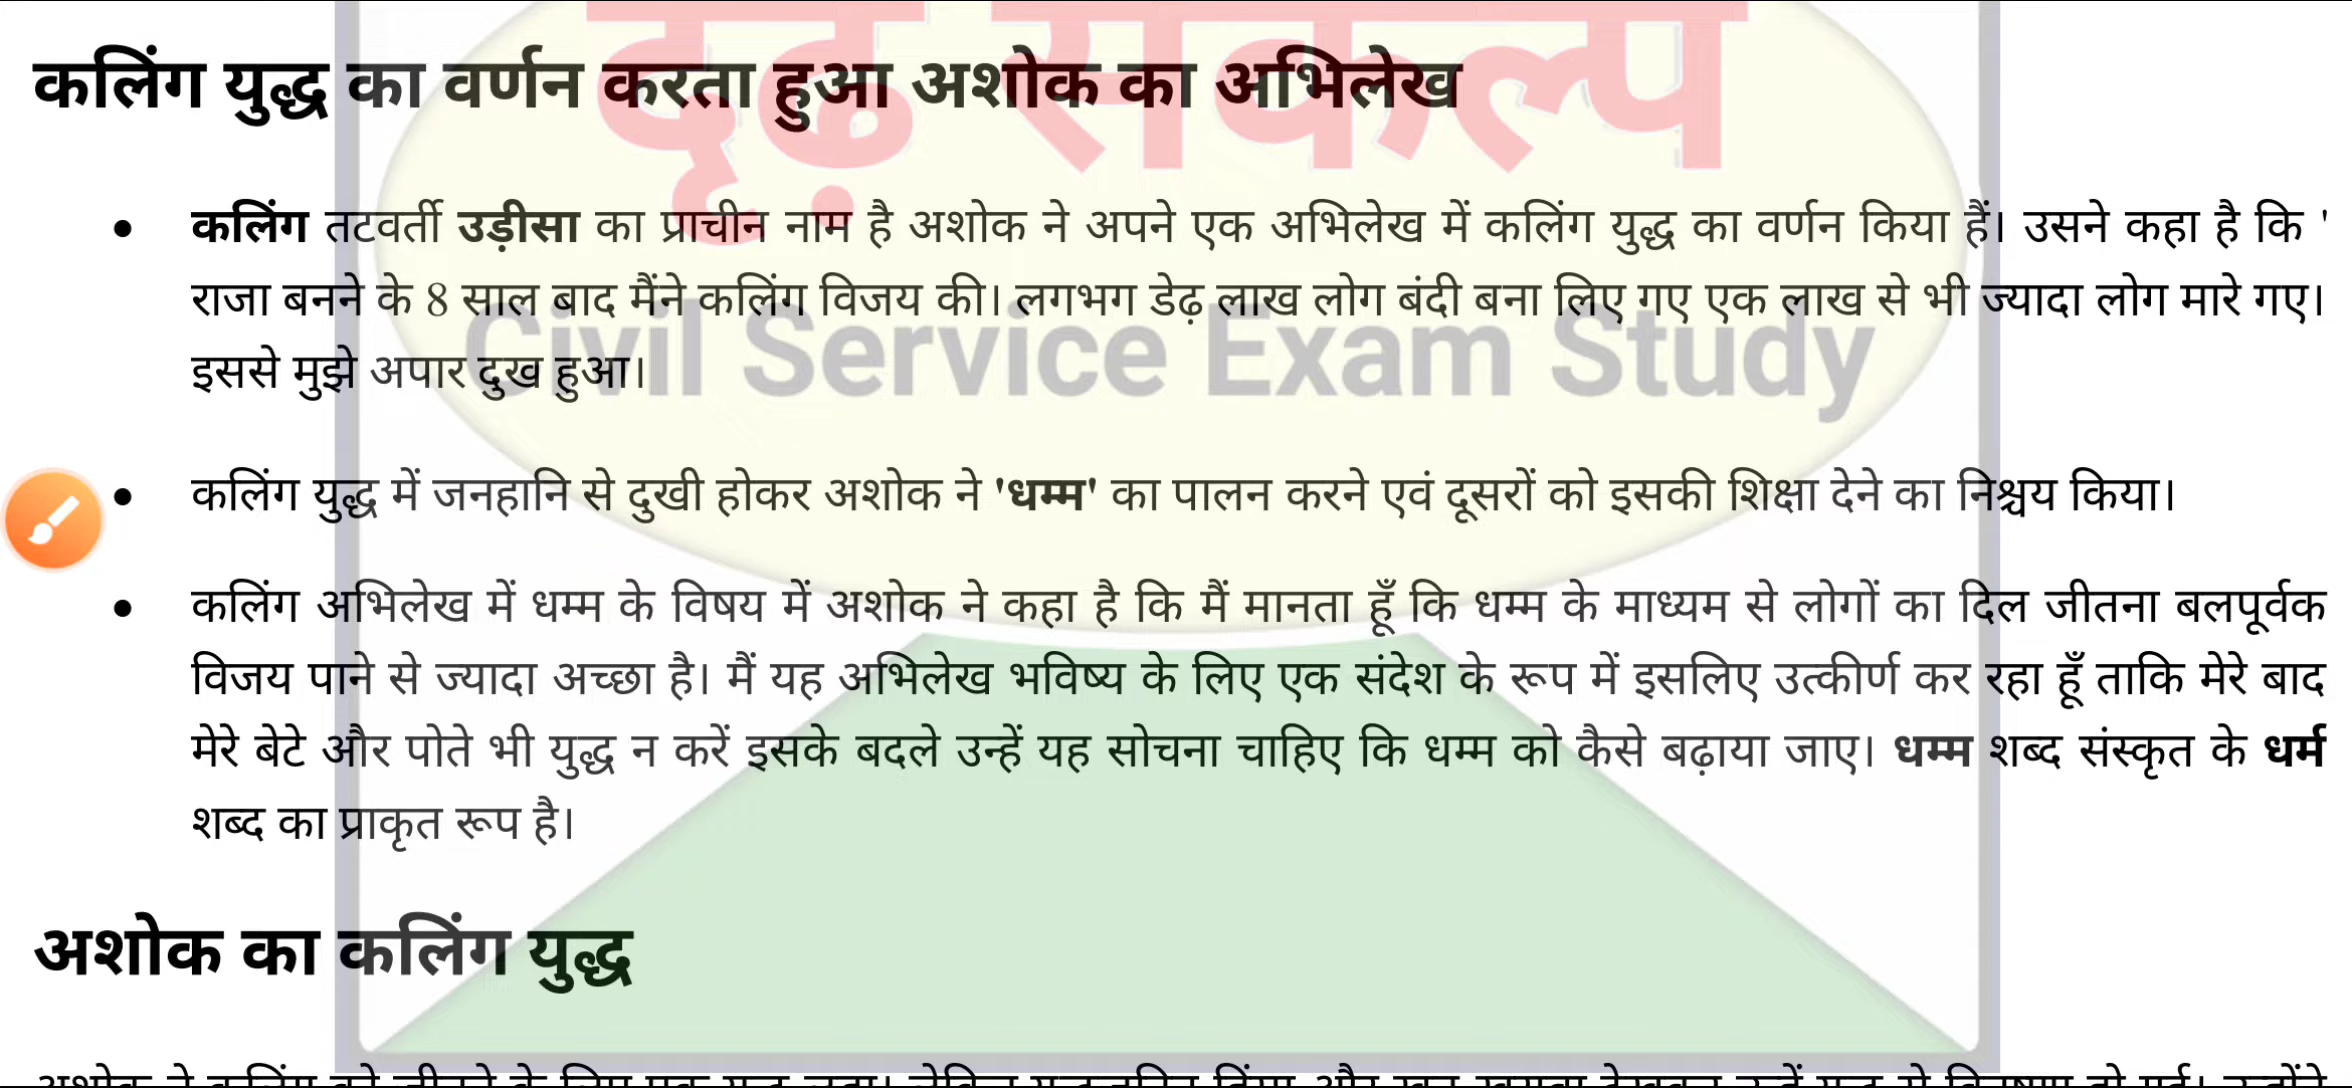 दृढ़ संकल्प
कलिंग युद्ध का वर्णन करता हुआ अशोक का अभिलेख
• कलिंग तटवर्ती उड़ीसा का प्राचीन नाम है अशोक ने अपने एक अभिलेख में कलिंग युद्ध का वर्णन किया हैं। उसने कहा है कि '
राजा बनने के 8 साल बाद मैंने कलिंग विजय की। लगभग डेढ़ लाख लोग बंदी बना लिए गए एक लाख से भी ज्यादा लोग मारे गए।
Civil Service Exam Study
इससे मुझे अपार दुख हुआ।
• कलिंग युद्ध में जनहानि से दुखी होकर अशोक ने 'धम्म' का पालन करने एवं दूसरों को इसकी शिक्षा देने का निश्चय किया।
• कलिंग अभिलेख में धम्म के विषय में अशोक ने कहा है कि मैं मानता हूँ कि धम्म के माध्यम से लोगों का दिल जीतना बलपूर्वक
विजय पाने से ज्यादा अच्छा है। मैं यह अभिलेख भविष्य के लिए एक संदेश के रूप में इसलिए उत्कीर्ण कर रहा हूँ ताकि मेरे बाद
मेरे बेटे और पोते भी युद्ध न करें इसके बदले उन्हें यह सोचना चाहिए कि धम्म को कैसे बढ़ाया जाए। धम्म शब्द संस्कृत के धर्म
शब्द का प्राकृत रूप है।
अशोक का कलिंग युद्ध